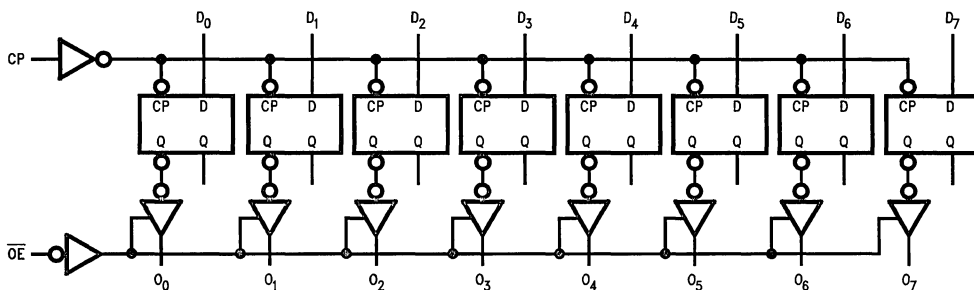 D0 D1 D2 D3 D4 D5 D6 D7
CP
CP D CP D CP D CP D CP D CP D CP D CP D
Q Q Q Q Q Q Q Q Q Q Q Q Q Q Q Q
O̅E̅
O0 O1 O2 O3 O4 O5 O6 O7